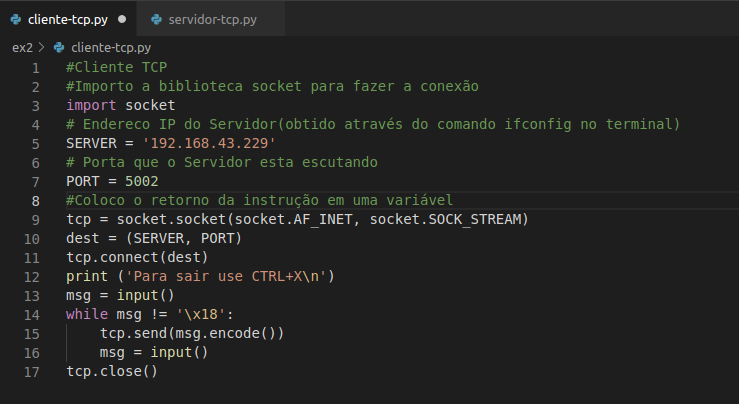 cliente-tcp.py ● servidor-tcp.py
ex2 > cliente-tcp.py
1 #Cliente TCP
2 #Importo a biblioteca socket para fazer a conexão
3 import socket
4 # Endereco IP do Servidor(obtido através do comando ifconfig no terminal)
5 SERVER = '192.168.43.229'
6 # Porta que o Servidor esta escutando
7 PORT = 5002
8 #Coloco o retorno da instrução em uma variável
9 tcp = socket.socket(socket.AF_INET, socket.SOCK_STREAM)
10 dest = (SERVER, PORT)
11 tcp.connect(dest)
12 print ('Para sair use CTRL+X\n')
13 msg = input()
14 while msg != '\x18':
15     tcp.send(msg.encode())
16     msg = input()
17 tcp.close()